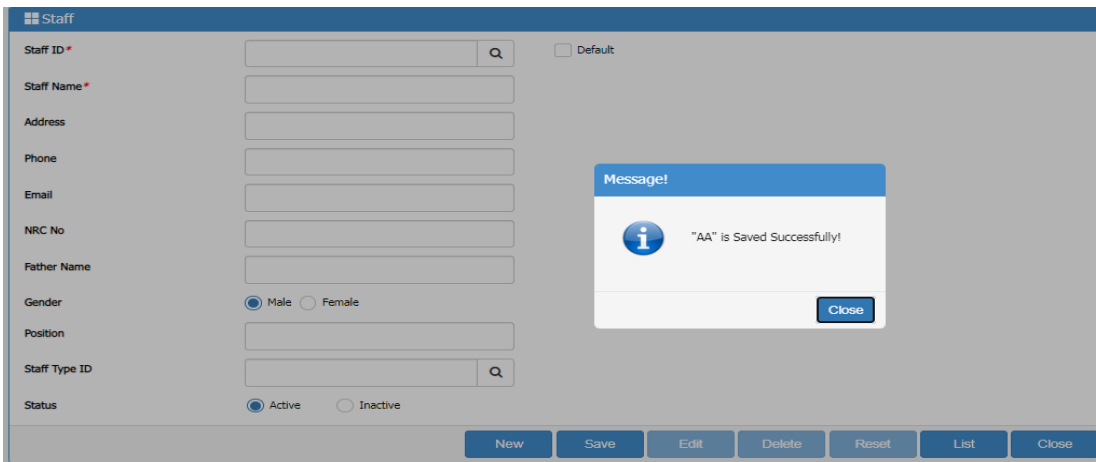 Staff
Staff ID* Default
Staff Name*
Address
Phone
Email
NRC No
Father Name
Gender Male Female
Position
Staff Type ID
Status Active Inactive
Message!
"AA" is Saved Successfully!
Close
New Save Edit Delete Reset List Close